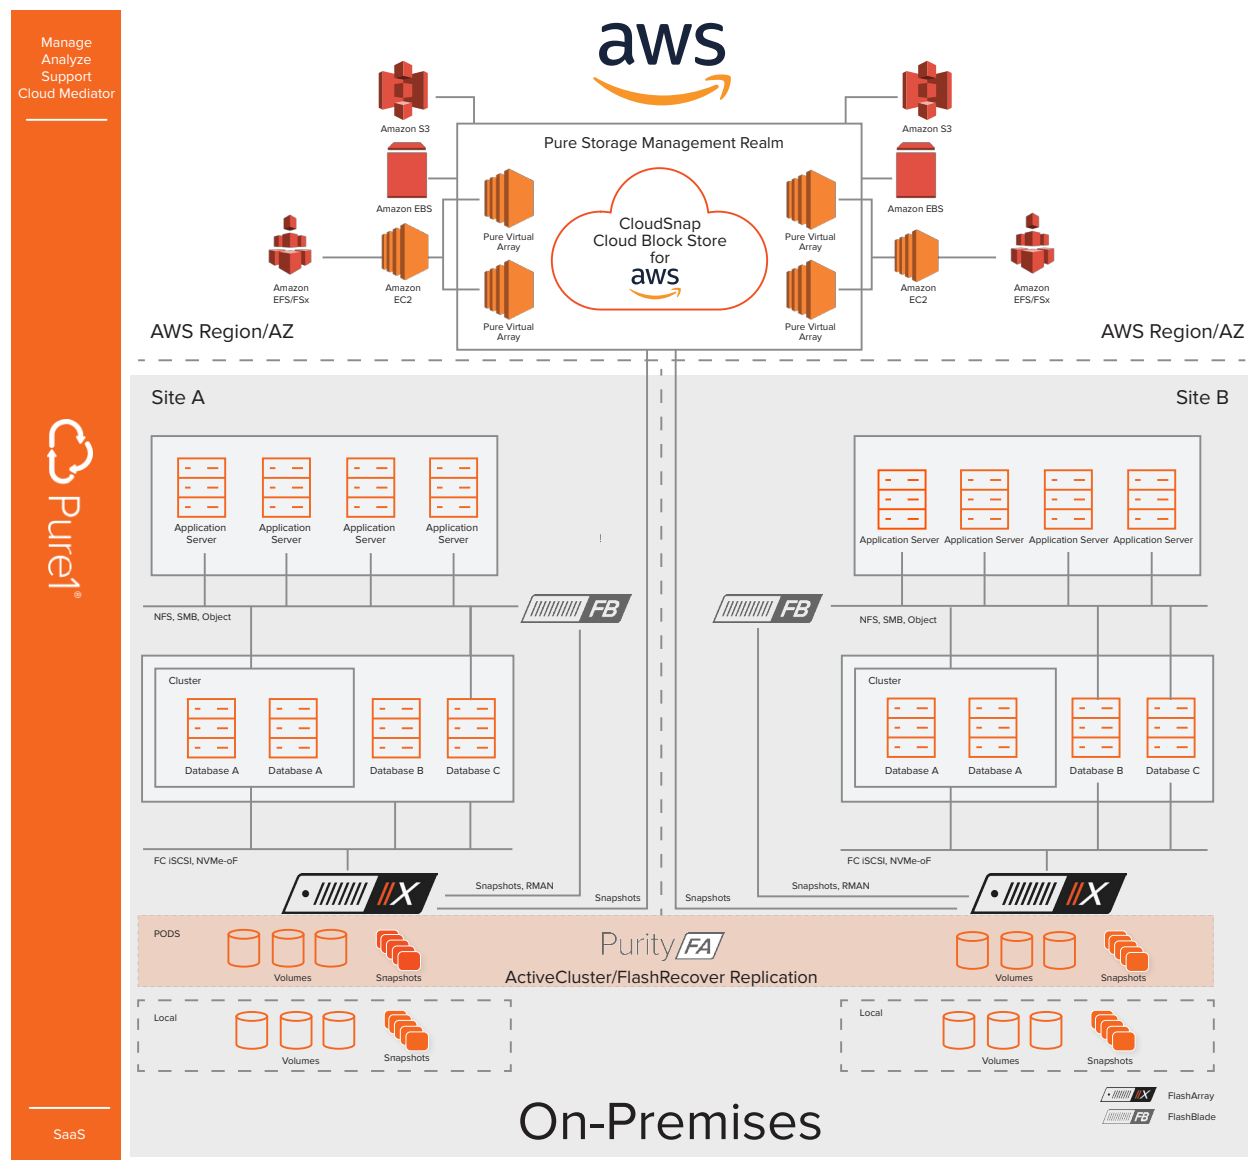 Manage
Analyze
Support
Cloud Mediator
Pure1®
SaaS
aws
Amazon S3
Amazon S3
Pure Storage Management Realm
Amazon EBS
Amazon EBS
CloudSnap
Cloud Block Store
for
aws
Pure Virtual
Array
Pure Virtual
Array
Amazon
EFS/FSx
Amazon
EC2
Amazon
EC2
Amazon
EFS/FSx
Pure Virtual
Array
Pure Virtual
Array
AWS Region/AZ
AWS Region/AZ
Site A
Site B
Application
Server
Application
Server
Application
Server
Application
Server
!
Application Server
Application Server
Application Server
Application Server
NFS, SMB, Object
FB
FB
NFS, SMB, Object
Cluster
Database A
Database A
Database B
Database C
Cluster
Database A
Database A
Database B
Database C
FC iSCSI, NVMe-oF
FC iSCSI, NVMe-oF
//X
Snapshots, RMAN
Snapshots
Snapshots
Snapshots, RMAN
//X
PODS
Volumes
Snapshots
Purity FA
ActiveCluster/FlashRecover Replication
Volumes
Snapshots
Local
Volumes
Snapshots
Local
Volumes
Snapshots
On-Premises
//X
FlashArray
FB
FlashBlade